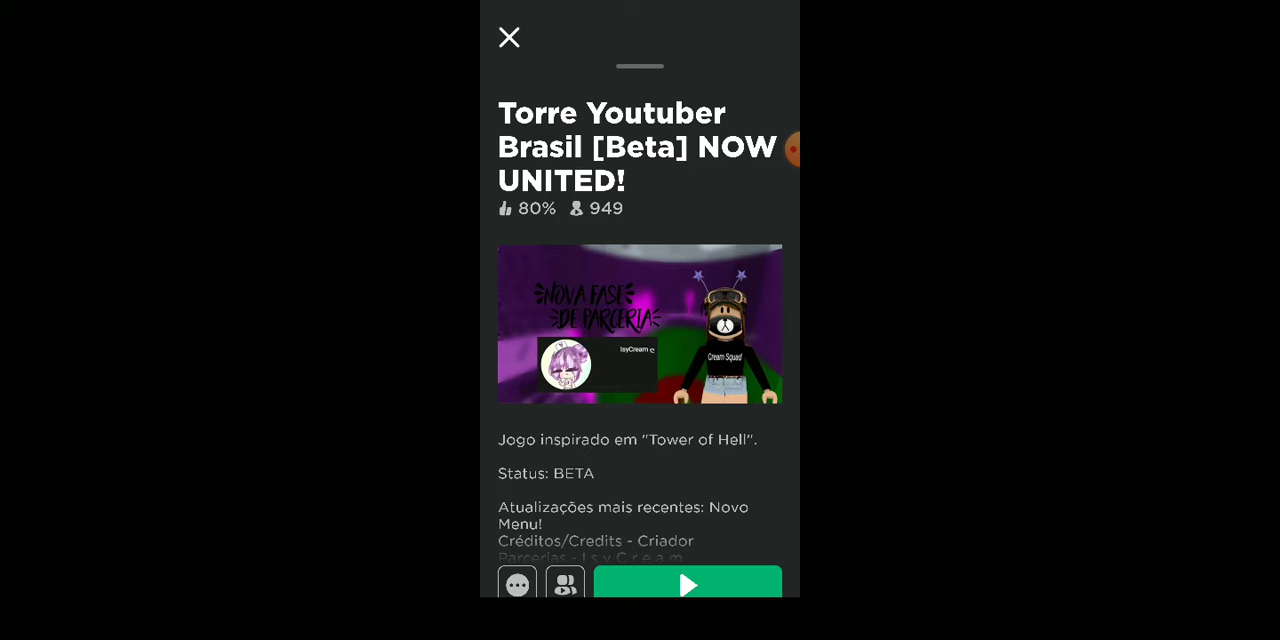 Torre Youtuber
Brasil [Beta] NOW
UNITED!
80% 949
NOVA FASE
DE PARCERIA
IsyCream
Cream Squad
Jogo inspirado em "Tower of Hell".
Status: BETA
Atualizações mais recentes: Novo
Menu!
Créditos/Credits - Criador
Parcerias - I s y C r e a m